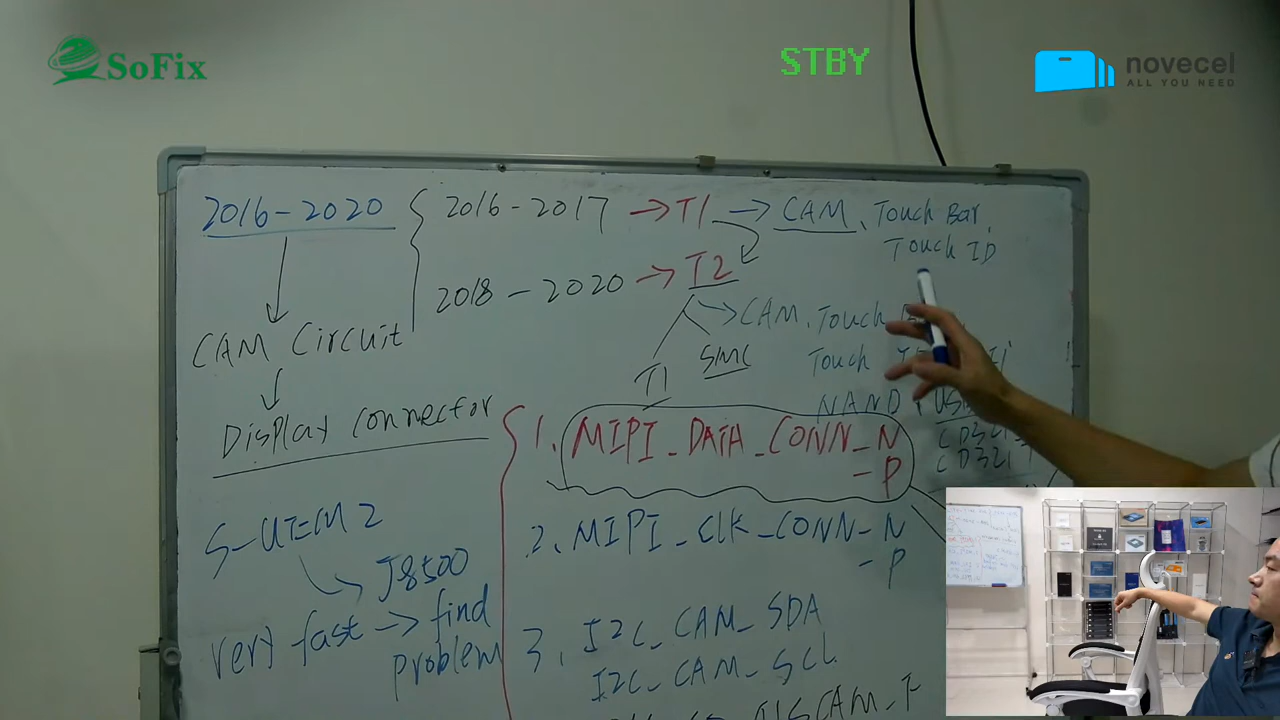 SoFix
STBY
novecel
ALL YOU NEED
2016-2020
2016-2017 → T1 → CAM、Touch Bar、
Touch ID
2018-2020 → T2
→ CAM、Touch
SMC
Touch
T1
NAND、
CAM Circuit
Display Connector
1. MIPI_DATA_CONN_N
-P
2、MIPI_CLK_CONN_N
-P
J8500
very fast → find
problem
3、I2C_CAM_SDA
I2C_CAM_SCL